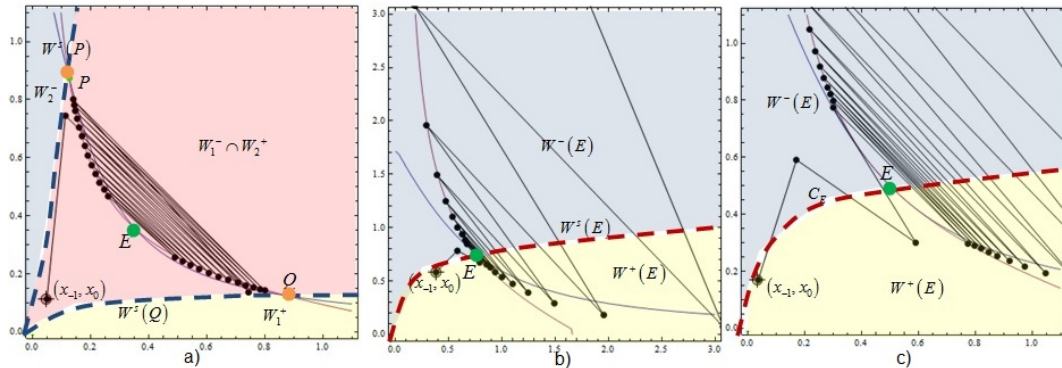 1.0
0.8
0.6
0.4
0.2
0.0
0.0 0.2 0.4 0.6 0.8 1.0
W^s(P)
P
W_2^-
W_1^- ∩ W_2^+
E
(x_{-1}, x_0)
Q
W^s(Q)
W_1^+
a)
3.0
2.5
2.0
1.5
1.0
0.5
0.0
0.0 0.5 1.0 1.5 2.0 2.5 3.0
W^-(E)
W^s(E)
E
(x_{-1}, x_0)
W^+(E)
b)
1.0
0.8
0.6
0.4
0.2
0.0
0.0 0.2 0.4 0.6 0.8 1.0
W^-(E)
E
C_E
(x_{-1}, x_0)
W^+(E)
c)